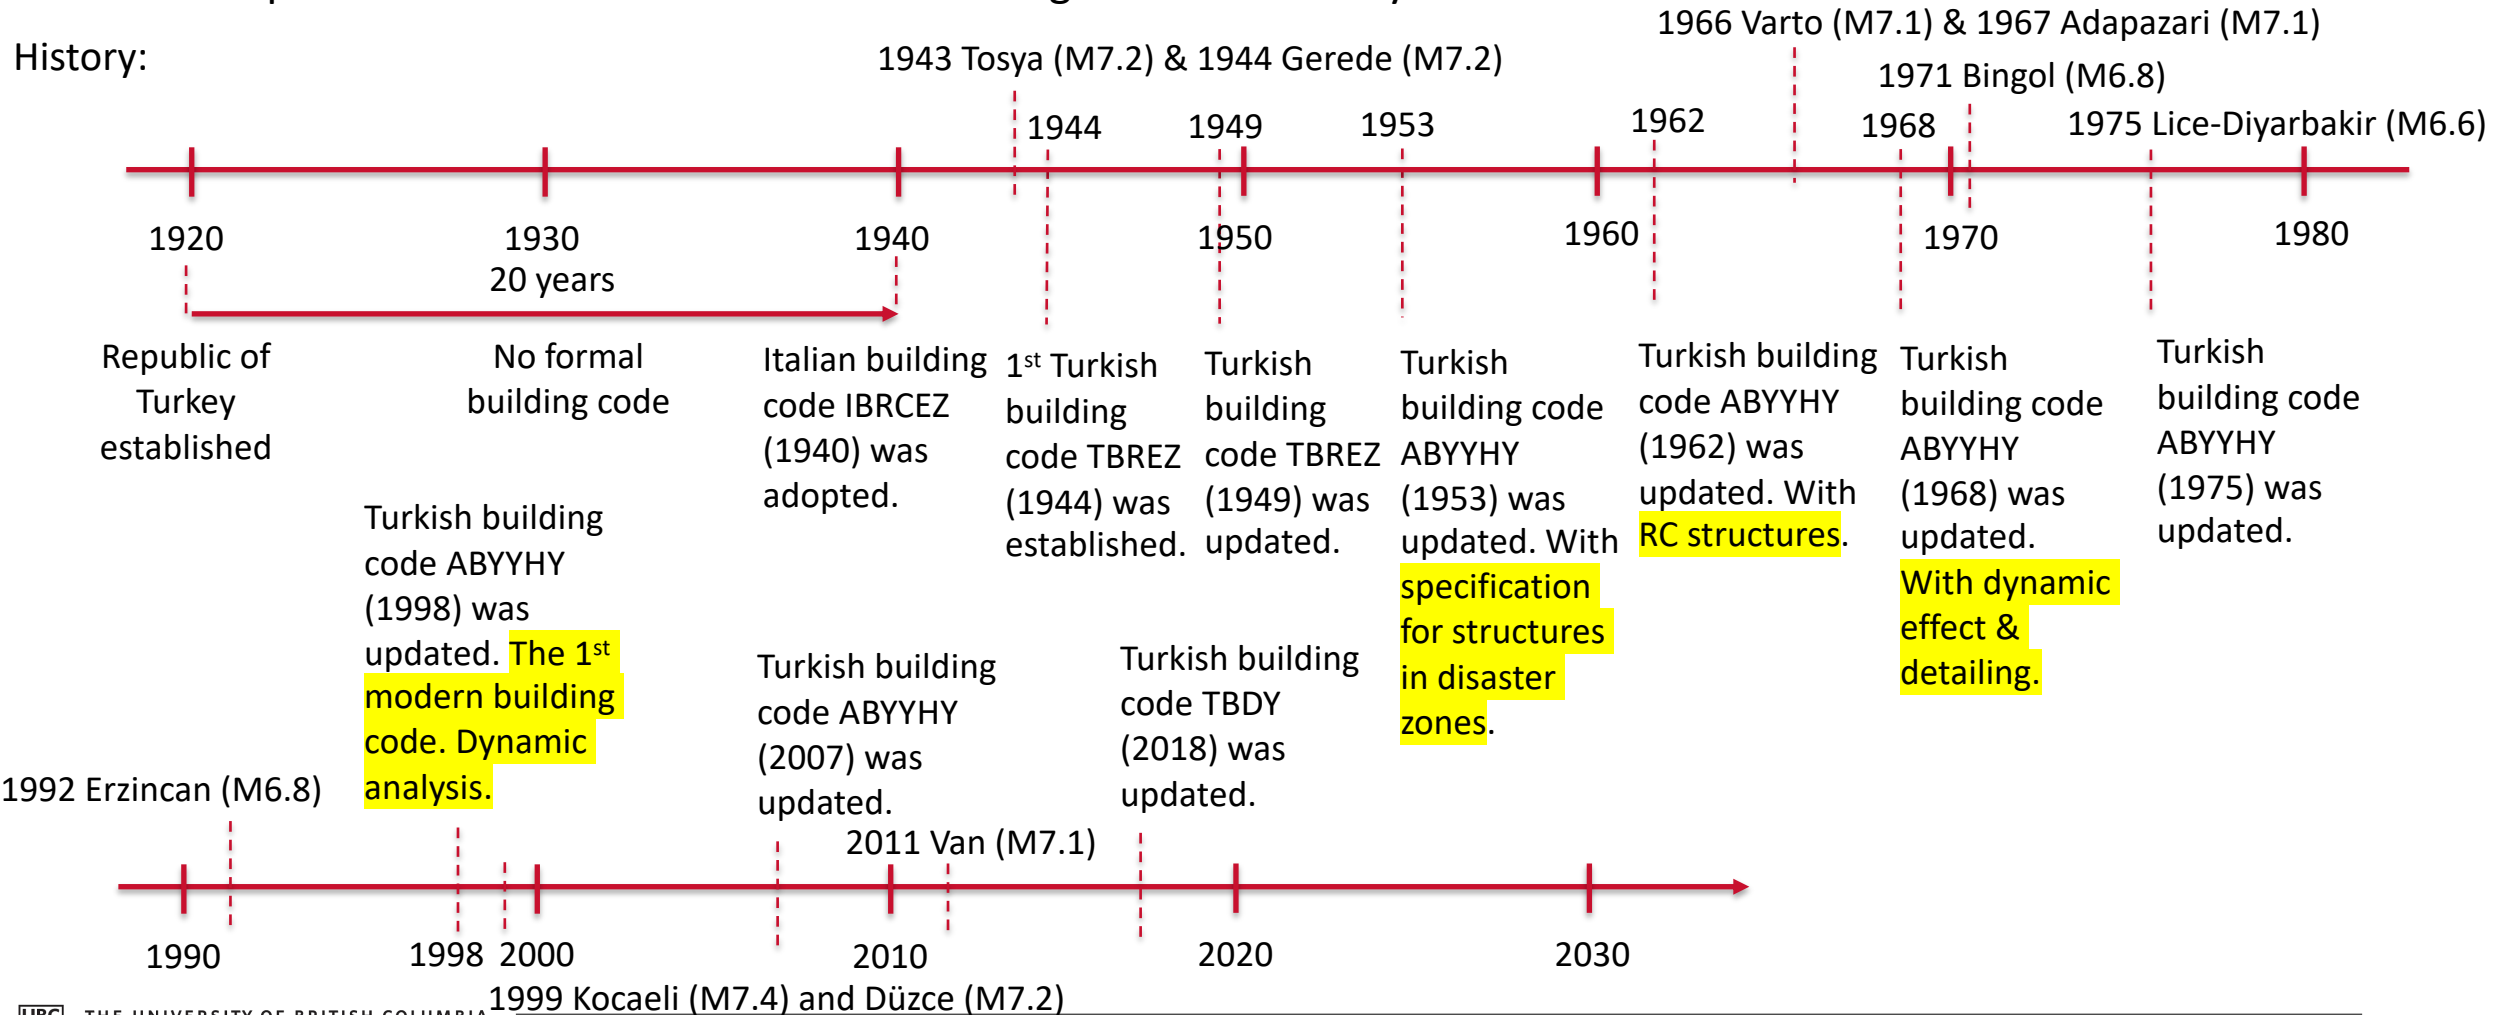 History:
1943 Tosya (M7.2) & 1944 Gerede (M7.2)
1966 Varto (M7.1) & 1967 Adapazari (M7.1)
1971 Bingol (M6.8)
1944
1949
1953
1962
1968
1975 Lice-Diyarbakir (M6.6)
1920
1930
1940
1950
1960
1970
1980
20 years
Republic of
Turkey
established
No formal
building code
Italian building
code IBRCEZ
(1940) was
adopted.
1st Turkish
building
code TBREZ
(1944) was
established.
Turkish
building
code TBREZ
(1949) was
updated.
Turkish
building code
ABYYHY
(1953) was
updated. With
specification
for structures
in disaster
zones.
Turkish building
code ABYYHY
(1962) was
updated. With
RC structures.
Turkish
building code
ABYYHY
(1968) was
updated.
With dynamic
effect &
detailing.
Turkish
building code
ABYYHY
(1975) was
updated.
1992 Erzincan (M6.8)
Turkish building
code ABYYHY
(1998) was
updated. The 1st
modern building
code. Dynamic
analysis.
Turkish building
code ABYYHY
(2007) was
updated.
2011 Van (M7.1)
Turkish building
code TBDY
(2018) was
updated.
1990
1998
2000
2010
2020
2030
1999 Kocaeli (M7.4) and Düzce (M7.2)
UBC
THE UNIVERSITY OF BRITISH COLUMBIA